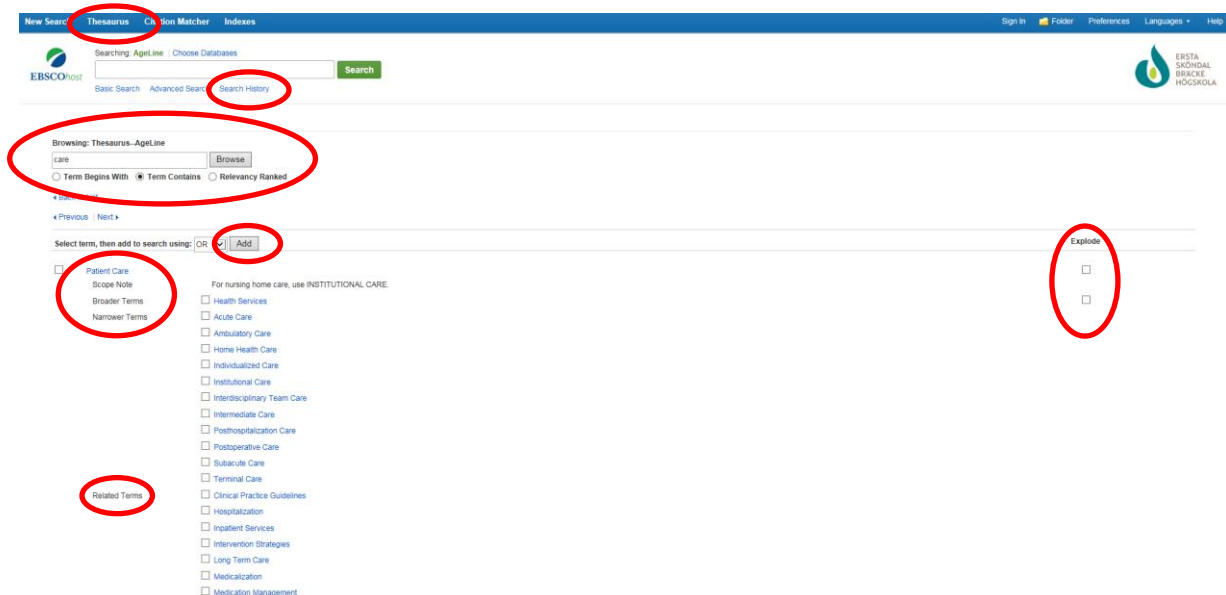 New Search Thesaurus Citation Matcher Indexes Sign In Folder Preferences Languages Help
Searching: AgeLine Choose Databases
EBSCOhost
Search
Basic Search Advanced Search Search History
ERSTA
SKÖNDAL
BRÄCKE
HÖGSKOLA
Browsing: Thesaurus--AgeLine
care Browse
Term Begins With Term Contains Relevancy Ranked
Previous Next
Select term, then add to search using: OR Add Explode
Patient Care
Scope Note For nursing home care, use INSTITUTIONAL CARE.
Broader Terms Health Services
Narrower Terms Acute Care
Ambulatory Care
Home Health Care
Individualized Care
Institutional Care
Interdisciplinary Team Care
Intermediate Care
Posthospitalization Care
Postoperative Care
Subacute Care
Terminal Care
Related Terms Clinical Practice Guidelines
Hospitalization
Inpatient Services
Intervention Strategies
Long Term Care
Medicalization
Medication Management